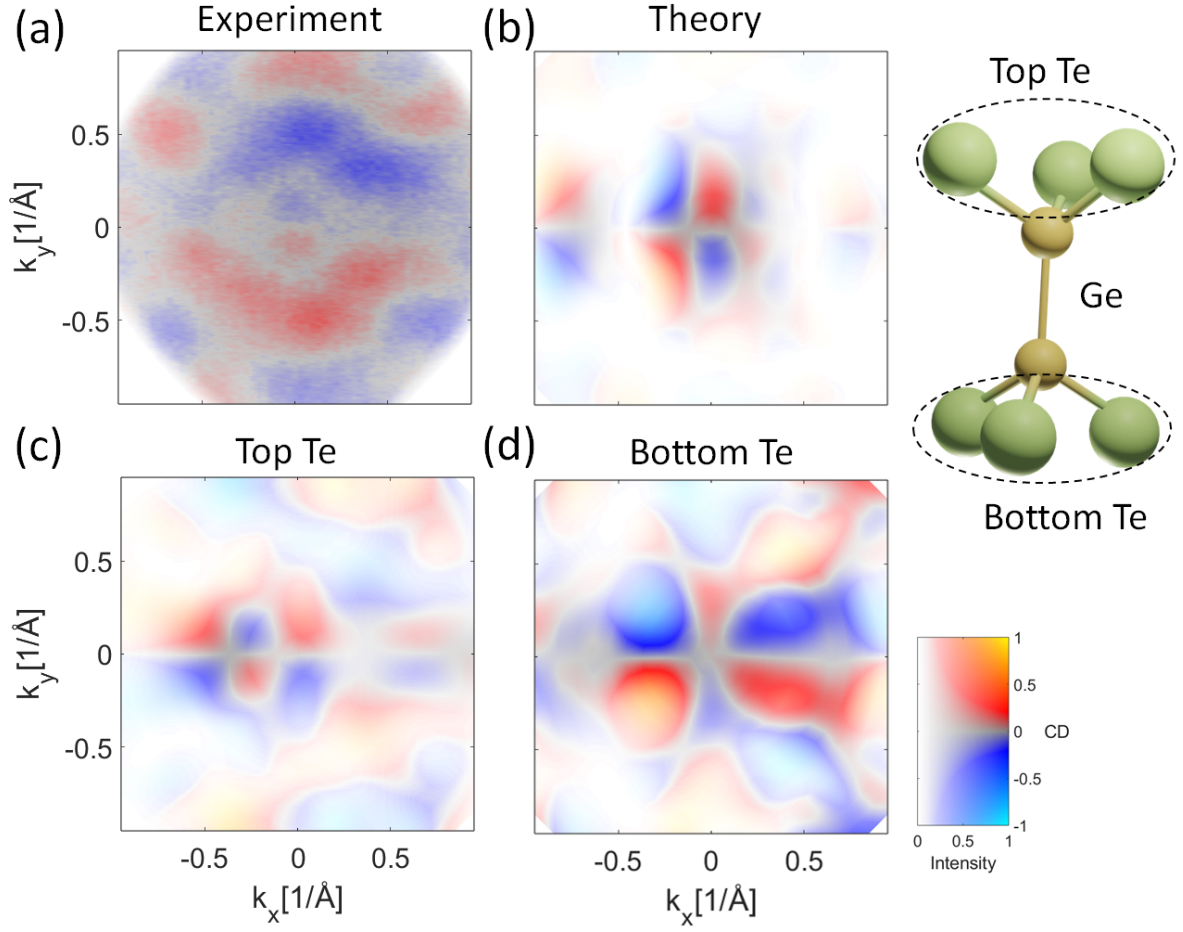 (a) Experiment
(b) Theory
0.5
0
-0.5
k_y[1/Å]
Top Te
Ge
Bottom Te
(c) Top Te
(d) Bottom Te
0.5
0
-0.5
k_y[1/Å]
-0.5 0 0.5
k_x[1/Å]
-0.5 0 0.5
k_x[1/Å]
1
0.5
0
-0.5
-1
CD
0 0.5 1
Intensity